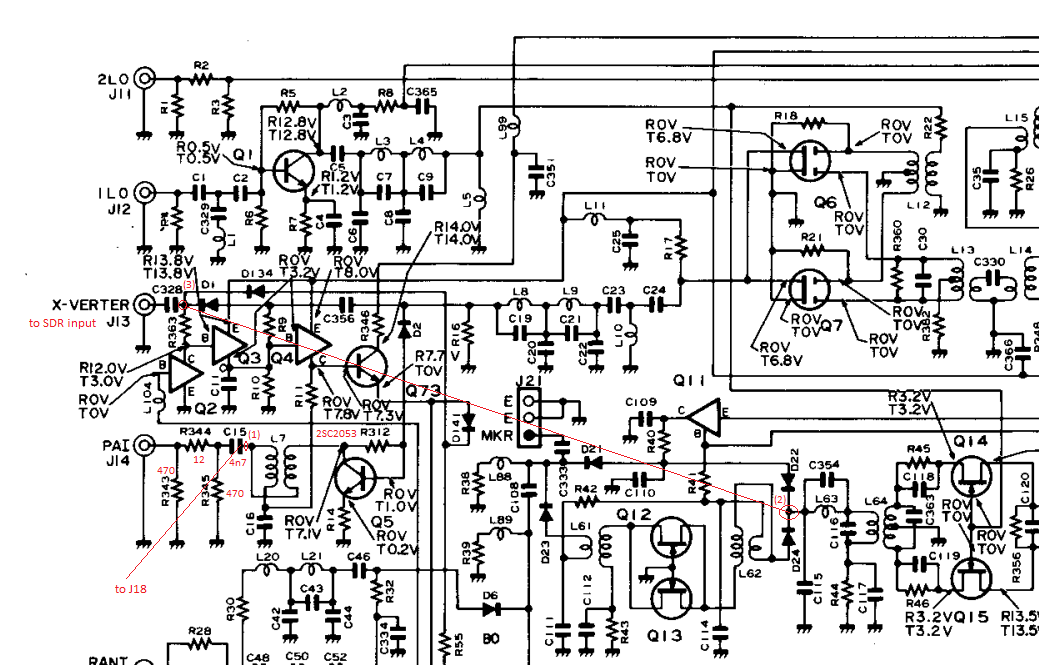 2LO
J11
R2
R1
R3
R5
L2
R8
C365
C3
R12.8V
T12.8V
R0.5V
T0.5V
Q1
C5
L3
L4
R1.2V
T1.2V
C7
C9
1LO
J12
C1
C2
R4
C329
L1
R6
R7
C4
C6
C8
L5
L99
C351
R14.0V
T14.0V
R13.8V
T13.8V
R0V
T3.2V
R0V
T8.0V
L11
C25
R17
R0V
T6.8V
R0V
T0V
R18
R0V
T0V
R22
L15
C35
R26
Q6
R0V
T0V
L12
R21
R360
C30
L13
C330
L14
Q7
R0V
T0V
R0V
T0V
R0V
T0V
R0V
T6.8V
R382
C366
R248
X-VERTER
J13
to SDR input
C328
(3)
D1
D134
R363
Q3
R9
Q4
C356
R346
D2
R16
V
L8
L9
C23
C24
C19
C21
C20
C22
L10
B
E
B
C
E
B
E
C
R12.0V
T3.0V
R0V
T0V
L104
Q2
C11
R10
R11
R0V
T7.8V
R0V
T7.3V
R7.7
T7.7
R0V
T0V
Q73
D141
J21
E
E
MKR
Q11
C109
C
E
B
R40
R3.2V
T3.2V
PA1
J14
R344
12
C15
(1)
4n7
L7
2SC2053
R312
470
R343
R345
470
C16
R0V
T7.1V
R14
Q5
R0V
T1.0V
R0V
T0.2V
R38
L88
C108
C339
D21
C110
R41
D22
(2)
C354
L63
L64
C116
R45
C118
Q14
C363
R0V
T0V
R0V
T0V
C120
R356
R42
Q12
L61
D23
R39
L89
L62
D24
C115
R44
C117
C119
R46
Q15
R3.2V
T3.2V
R13.5
T13.5
to J18
L20
L21
C46
C43
C42
C44
R30
R32
C334
D6
B0
R55
C111
C112
R43
Q13
C114
R28
C48
C50
C52
RANT